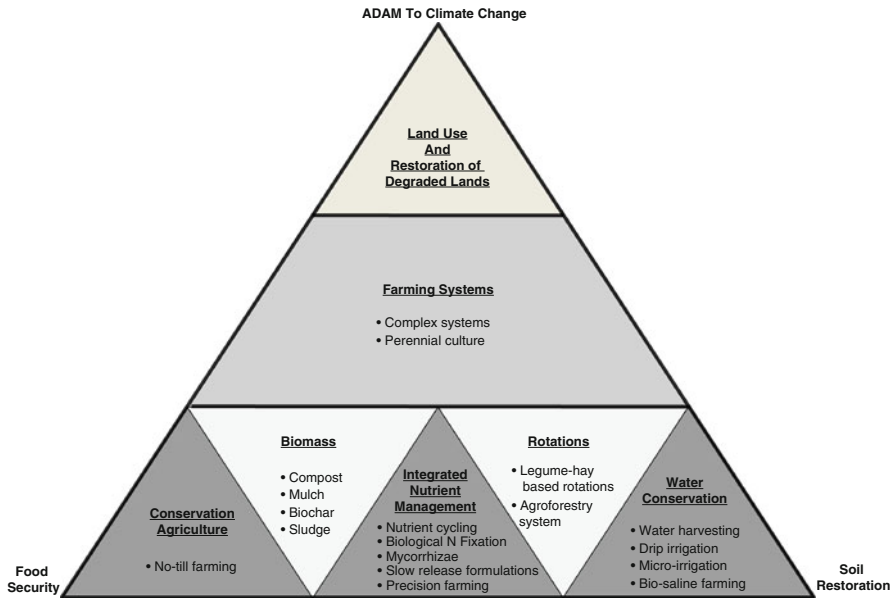 ADAM To Climate Change
Land Use
And
Restoration of
Degraded Lands
Farming Systems
• Complex systems
• Perennial culture
Biomass
• Compost
• Mulch
• Biochar
• Sludge
Rotations
• Legume-hay
based rotations
• Agroforestry
system
Conservation
Agriculture
• No-till farming
Integrated
Nutrient
Management
• Nutrient cycling
• Biological N Fixation
• Mycorrhizae
• Slow release formulations
• Precision farming
Water
Conservation
• Water harvesting
• Drip irrigation
• Micro-irrigation
• Bio-saline farming
Food
Security
Soil
Restoration